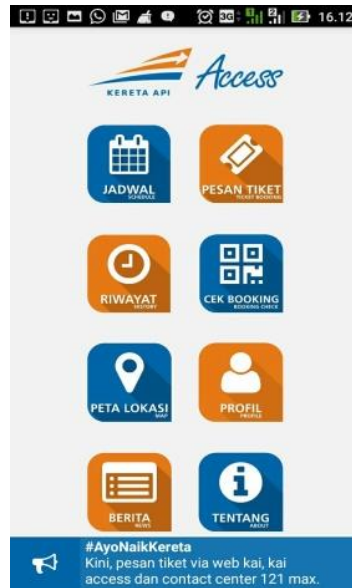 3G
16.12
KERETA API
Access
JADWAL
SCHEDULE
PESAN TIKET
TICKET BOOKING
RIWAYAT
HISTORY
CEK BOOKING
BOOKING CHECK
PETA LOKASI
MAP
PROFIL
PROFILE
BERITA
NEWS
TENTANG
ABOUT
#AyoNaikKereta
Kini, pesan tiket via web kai, kai
access dan contact center 121 max.